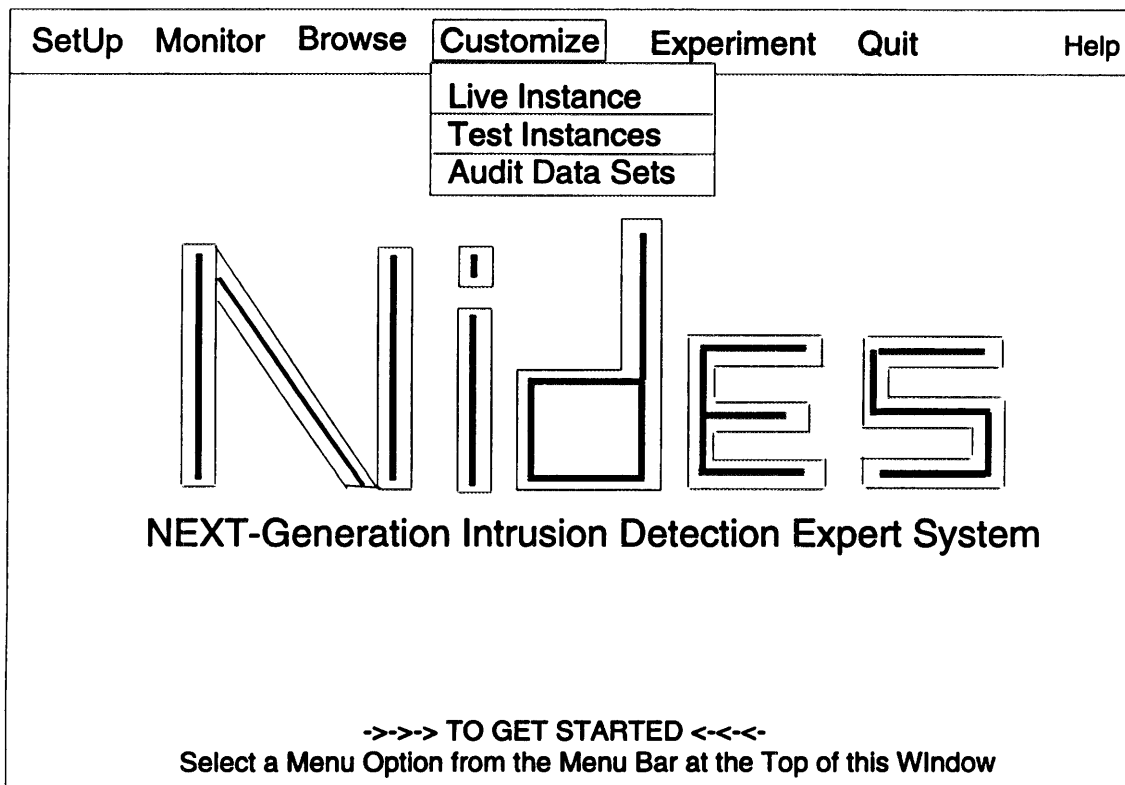 SetUp Monitor Browse Customize Experiment Quit Help
Live Instance
Test Instances
Audit Data Sets
NidES
NEXT-Generation Intrusion Detection Expert System
->->-> TO GET STARTED <-<-<-
Select a Menu Option from the Menu Bar at the Top of this WIndow